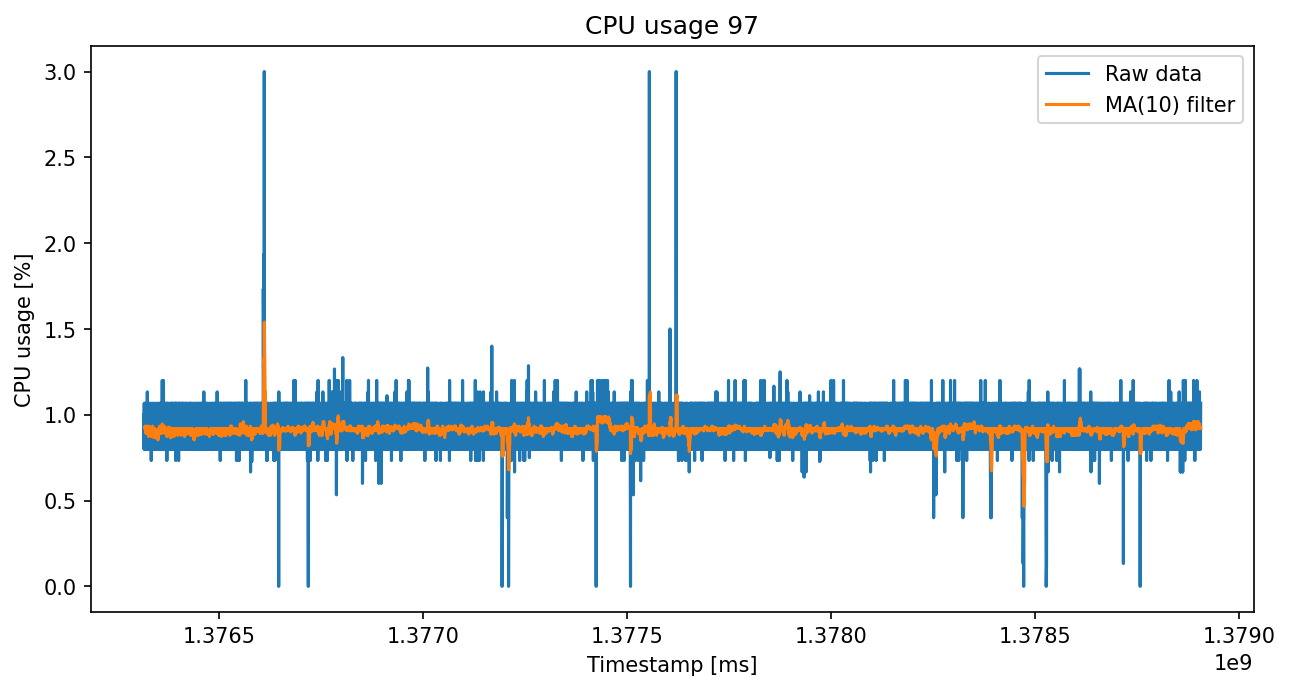 CPU usage 97
Raw data
MA(10) filter
CPU usage [%]
3.0
2.5
2.0
1.5
1.0
0.5
0.0
1.3765 1.3770 1.3775 1.3780 1.3785 1.3790
1e9
Timestamp [ms]